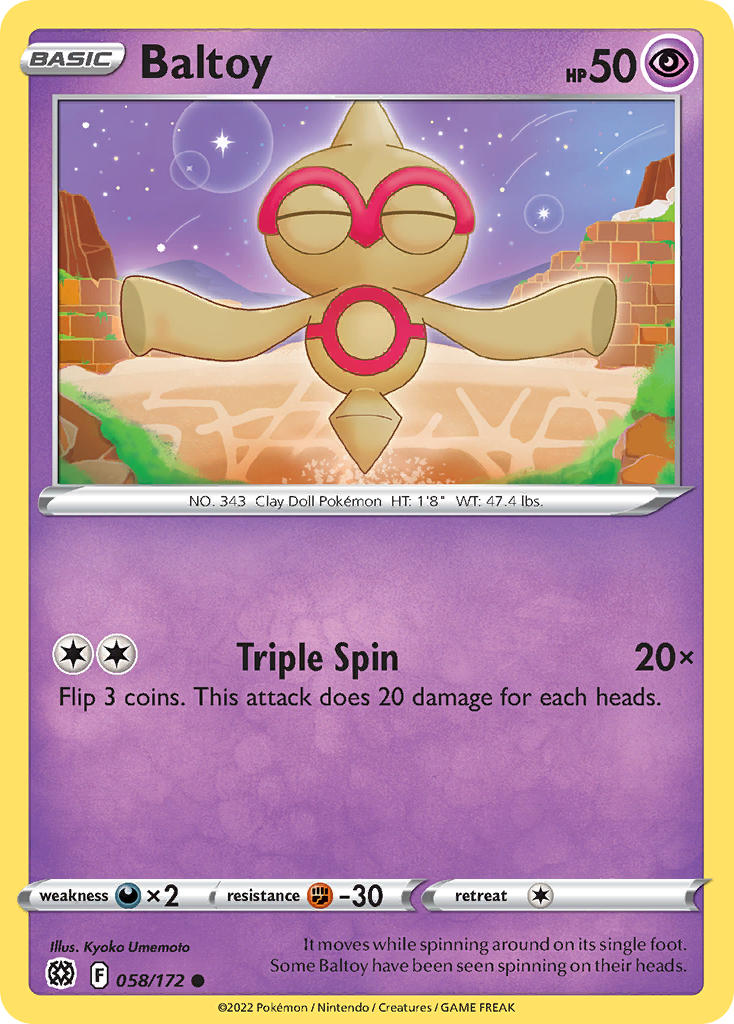 BASIC Baltoy HP50
NO. 343 Clay Doll Pokémon HT: 1'8" WT: 47.4 lbs.
Triple Spin 20×
Flip 3 coins. This attack does 20 damage for each heads.
weakness ×2 resistance -30 retreat
Illus. Kyoko Umemoto
It moves while spinning around on its single foot.
Some Baltoy have been seen spinning on their heads.
F 058/172
©2022 Pokémon / Nintendo / Creatures / GAME FREAK